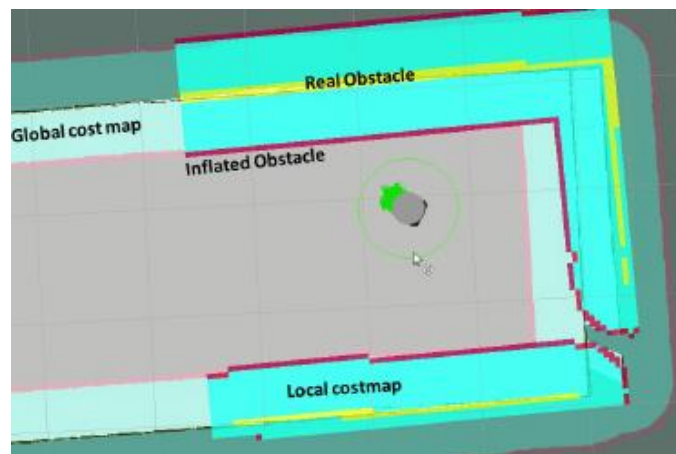 Real Obstacle
Global cost map
Inflated Obstacle
Local costmap